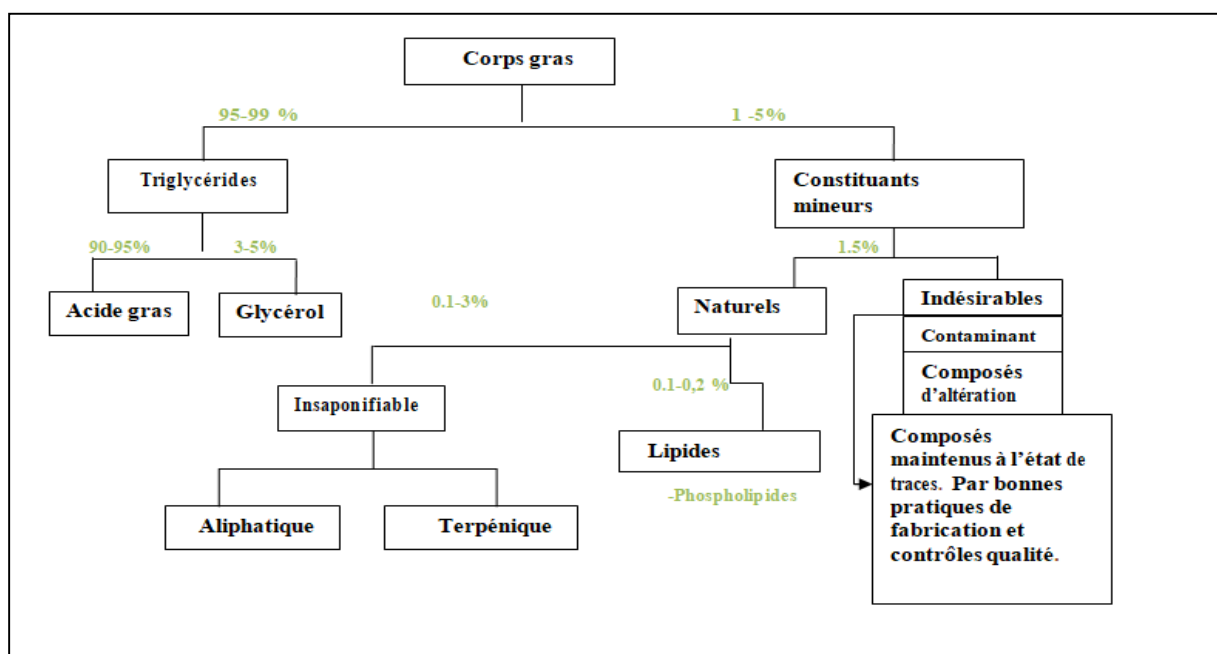 Corps gras
95-99 %
1 -5%
Triglycérides
Constituants
mineurs
90-95%
3-5%
1.5%
Acide gras
Glycérol
0.1-3%
Naturels
Indésirables
Contaminant
Composés
d'altération
Insaponifiable
0.1-0,2 %
Lipides
-Phospholipides
Composés
maintenus à l'état de
traces. Par bonnes
pratiques de
fabrication et
contrôles qualité.
Aliphatique
Terpénique